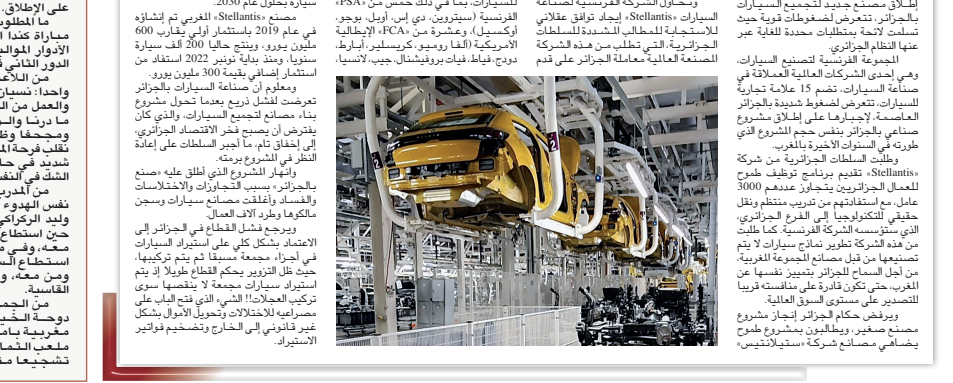 إطلاق مصنع جديد لتجميع السيارات
بالجزائر، تتعرض لضغوطات قوية حيث
تسلمت لائحة بمتطلبات محددة للغاية عبر
عنها النظام الجزائري.
المجموعة الفرنسية لتصنيع السيارات،
وهي إحدى الشركات العالمية العملاقة في
صناعة السيارات، تضم 15 علامة تجارية
للسيارات، تتعرض لضغوط شديدة بالجزائر
العاصمة، لإجبارها على إطلاق مشروع
صناعي بالجزائر بنفس حجم المشروع الذي
طورته في السنوات الأخيرة بالمغرب.
وطلبت السلطات الجزائرية من شركة
«Stellantis» تقديم برنامج توظيف طموح
للعمال الجزائريين يتجاوز عددهم 3000
عامل، مع استفادتهم من تدريب منتظم ونقل
حقيقي للتكنولوجيا إلى الفرع الجزائري،
الذي ستؤسسه الشركة الفرنسية. كما طلبت
من هذه الشركة تطوير نماذج سيارات لا يتم
تصنيعها من قبل مصانع المجموعة المغربية،
من أجل السماح للجزائر بتمييز نفسها عن
المغرب، حتى تكون قادرة على منافسته قريبا
للتصدير على مستوى السوق العالمية.
ويرفض حكام الجزائر إنجاز مشروع
مصنع صغير، ويطالبون بمشروع طموح
يضاهي مصانع شركة «ستيلانتيس»
وتحاول الشركة الفرنسية لصناعة
السيارات «Stellantis» إيجاد توافق عقلاني
للاستجابة للمطالب المشددة للسلطات
الجزائرية، التي تطلب من هذه الشركة
المصنعة العالمية معاملة الجزائر على قدم
للسيارات، بما في ذلك خمس من «PSA»
الفرنسية (سيتروين، دي إس، أوبل، بوجو،
أوكسيل)، وعشرة من «FCA» الإيطالية
الأمريكية (ألفا روميو، كريسلير، أبارط،
دودج، فياط، فيات بروفيشنال، جيب، لانسيا،
2
2
سيارة بحلول عام 2030.
مصنع «Stellantis» المغربي تم إنشاؤه
في عام 2019 باستثمار أولي يقارب 600
مليون يورو، وينتج حاليا 200 ألف سيارة
سنويا، ومنذ بداية نونبر 2022 استفاد من
استثمار إضافي بقيمة 300 مليون يورو.
ومعلوم أن صناعة السيارات بالجزائر
تعرضت لفشل ذريع بعدما تحول مشروع
بناء مصانع لتجميع السيارات، والذي كان
يفترض أن يصبح فخر الاقتصاد الجزائري،
إلى إخفاق تام، ما أجبر السلطات على إعادة
النظر في المشروع برمته.
وانهار المشروع الذي أطلق عليه «صنع
بالجزائر» بسبب التجاوزات والاختلاسات
والفساد وأغلقت مصانع سيارات وسجن
مالكوها وطرد آلاف العمال.
ويرجع فشل القطاع في الجزائر إلى
الاعتماد بشكل كلي على استيراد السيارات
في أجزاء مجمعة مسبقا ثم يتم تركيبها،
حيث ظل التزوير يحكم القطاع طويلا إذ يتم
استيراد سيارات مجمعة لا ينقصها سوى
تركيب العجلات!! الشيء الذي فتح الباب على
مصراعيه للاختلالات وتحويل الأموال بشكل
غير قانوني إلى الخارج وتضخيم فواتير
الاستيراد.
على الإطلاق.
ما المطلوب
مباراة كندا
الأدوار
الدور الثاني
من
واحدا: نسيان
والعمل من
ما درنا
ومجحفا
نقلب فرحة
شديد في
الشك في
من
نفس الهدوء
وليد الركراكي
حين استطاع
معه، وفي
استطاع
ومن معه،
القاسية.
من
دوحة
مغربية
ملعب
تشجيعا